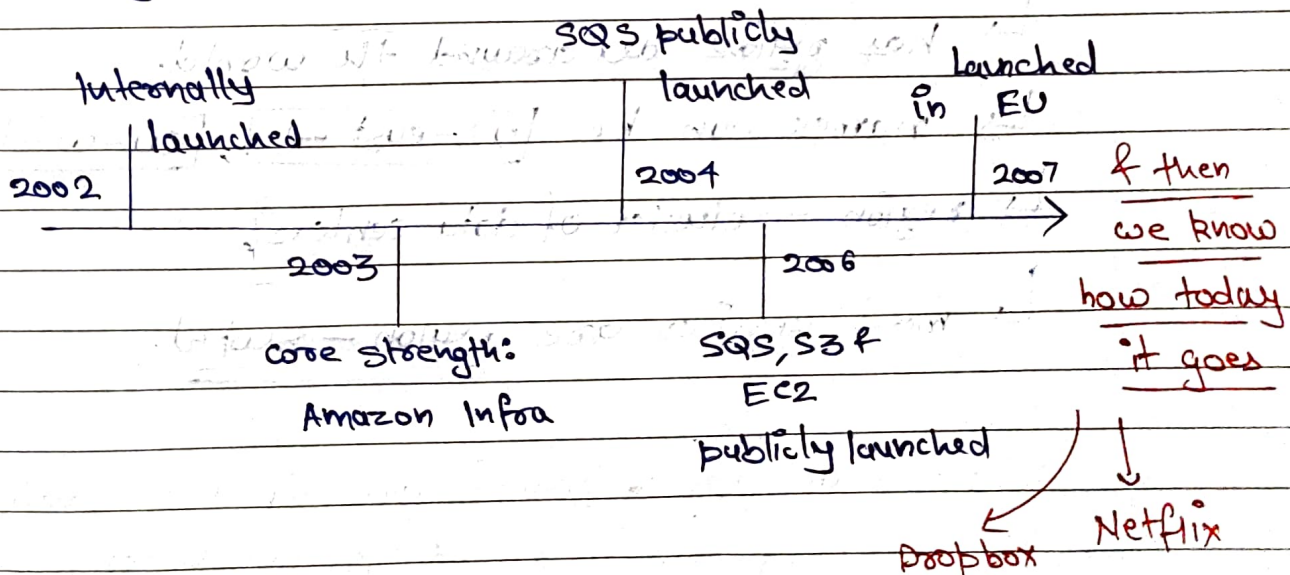 SQS publicly
launched
Internally
launched
Launched
in EU
2002
2004
2007
2003
2006
Core strength:
Amazon Infra
SQS, S3 &
EC2
publicly launched
& then
we know
how today
it goes
Dropbox
Netflix